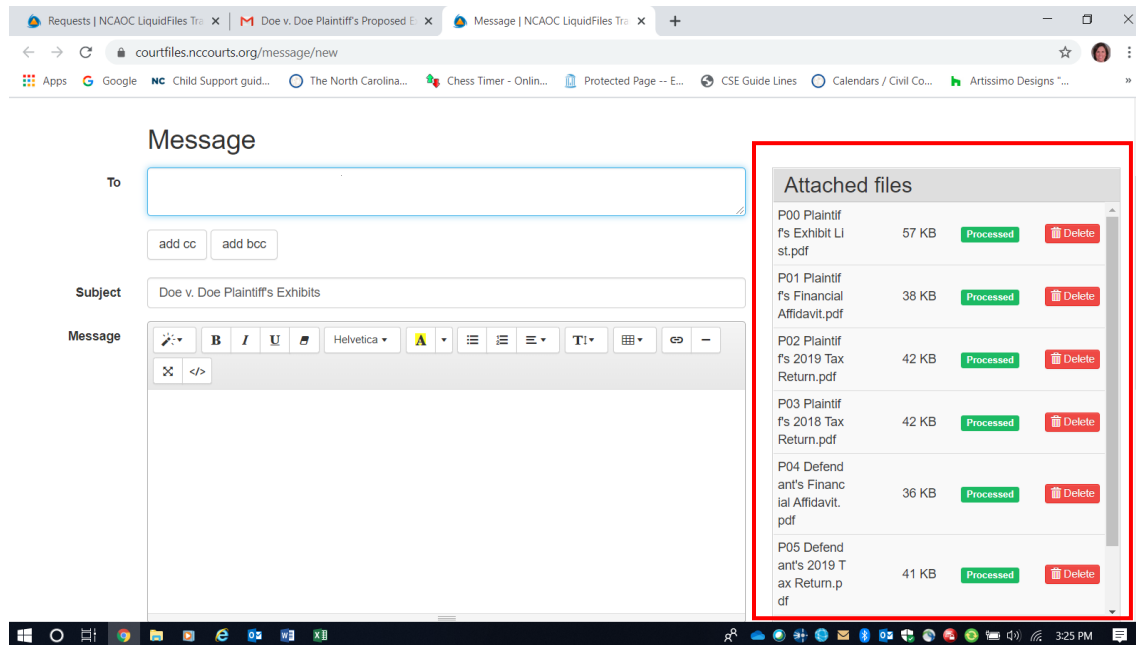 Requests | NCAOC LiquidFiles Tra
Doe v. Doe Plaintiff's Proposed E
Message | NCAOC LiquidFiles Tra
courtfiles.nccourts.org/message/new
Apps
Google
NC Child Support guid...
The North Carolina...
Chess Timer - Onlin...
Protected Page -- E...
CSE Guide Lines
Calendars / Civil Co...
Artissimo Designs "...
»
Message
To
add cc
add bcc
Subject
Doe v. Doe Plaintiff's Exhibits
Message
B I U Helvetica A TI
</>
Attached files
P00 Plaintif
f's Exhibit Li
st.pdf
57 KB
Processed
Delete
P01 Plaintif
f's Financial
Affidavit.pdf
38 KB
Processed
Delete
P02 Plaintif
f's 2019 Tax
Return.pdf
42 KB
Processed
Delete
P03 Plaintif
f's 2018 Tax
Return.pdf
42 KB
Processed
Delete
P04 Defend
ant's Financ
ial Affidavit.
pdf
36 KB
Processed
Delete
P05 Defend
ant's 2019 T
ax Return.p
df
41 KB
Processed
Delete
3:25 PM